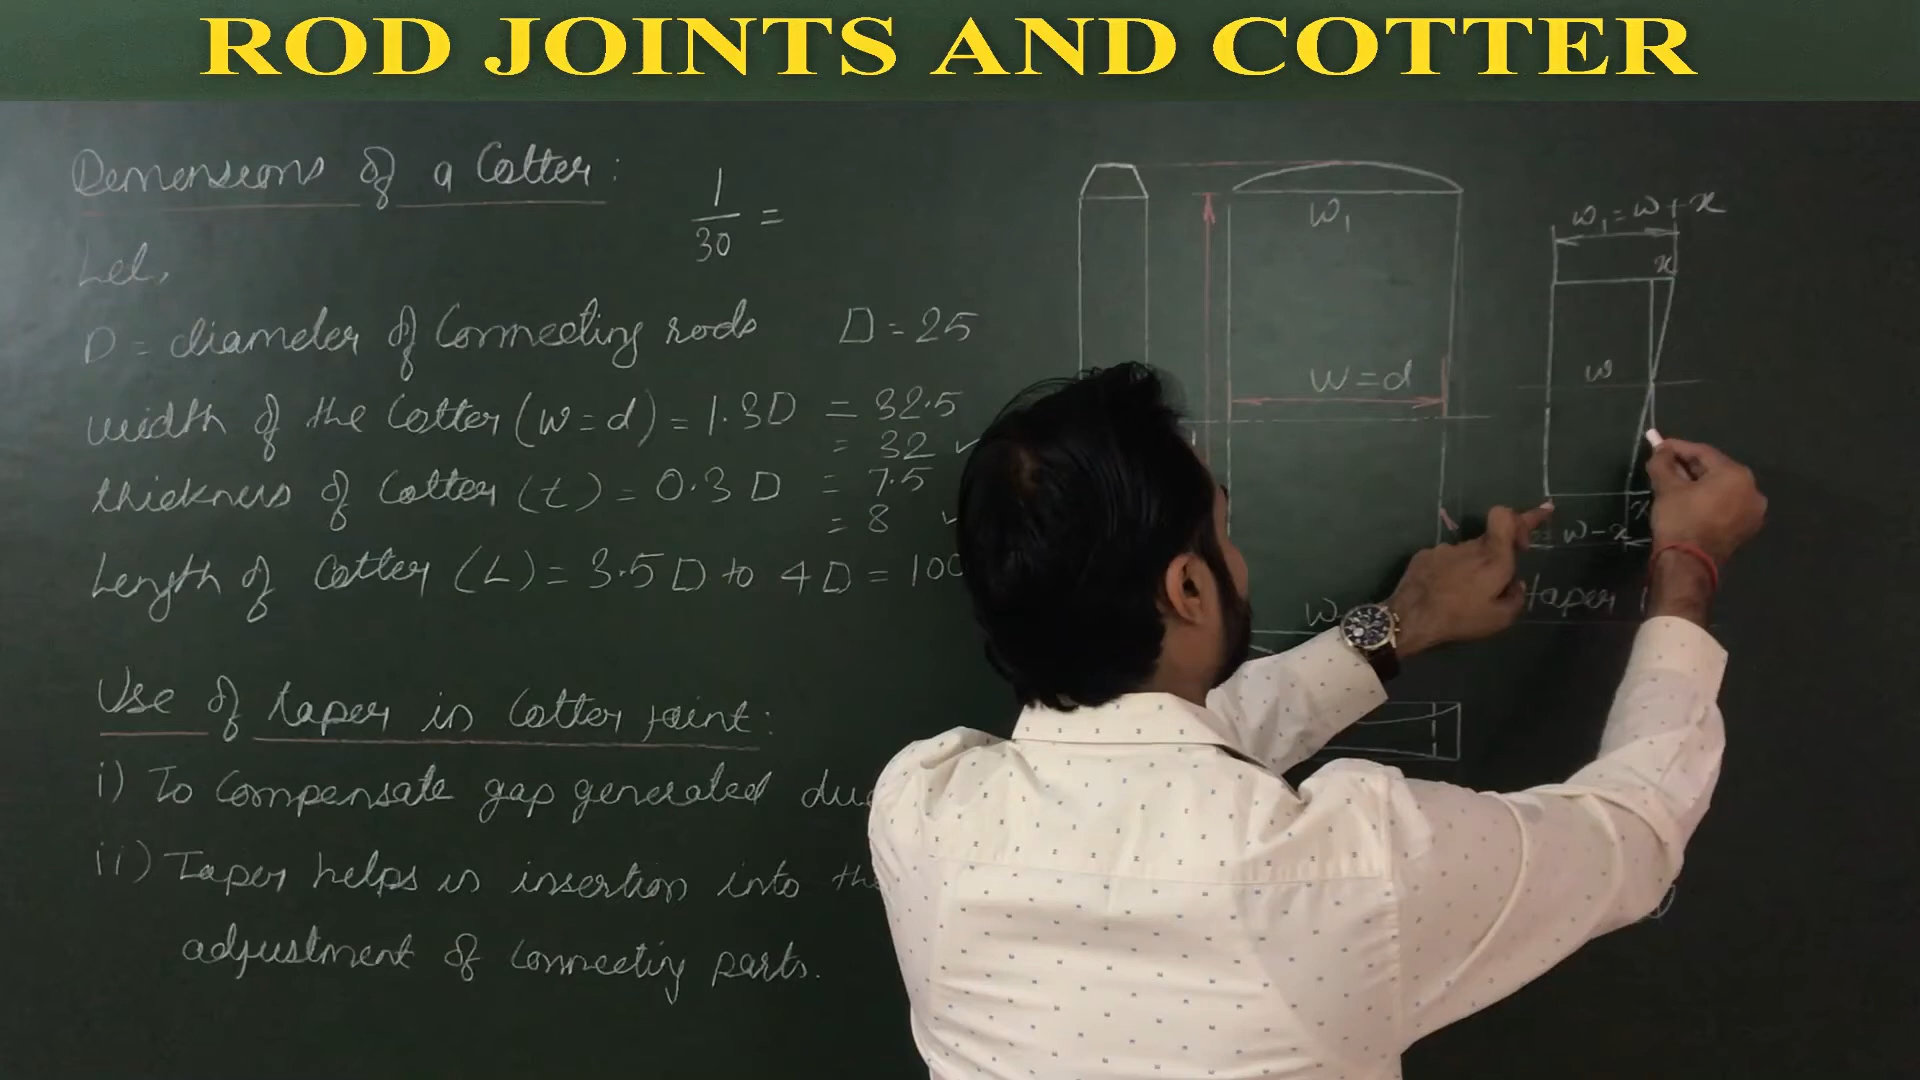 ROD JOINTS AND COTTER
Demensions of a Cotter:
1
30 =
Let,
D = diameter of Connecting rods D = 25
width of the Cotter (w = d) = 1.3D = 32.5
= 32 ✓
thickness of Cotter (t) = 0.3 D = 7.5
= 8 ✓
Length of Cotter (L) = 3.5 D to 4 D = 100
Use of taper in Cotter joint:
i) To compensate gap generated due
ii) Taper helps in insertion into the
adjustment of connecting parts.
w1
w = d
w1 = w + x
x
w
x
= w - x
taper